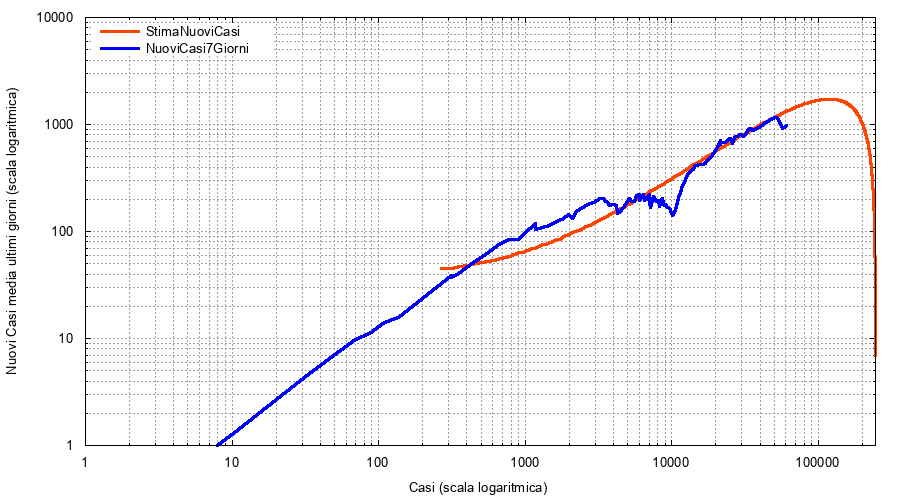 10000
StimaNuoviCasi
NuoviCasi7Giorni
1000
100
10
1
Nuovi Casi media ultimi giorni (scala logaritmica)
1 10 100 1000 10000 100000
Casi (scala logaritmica)